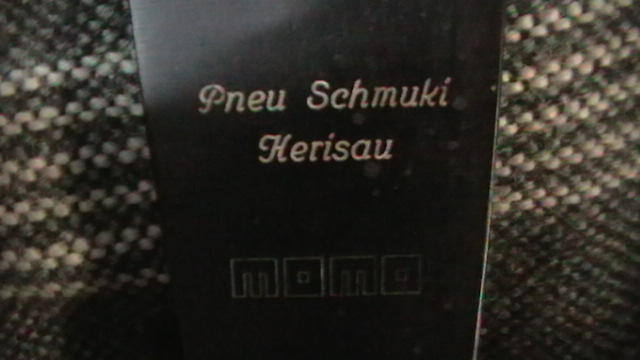 Pneu Schmuki
Herisau
momo